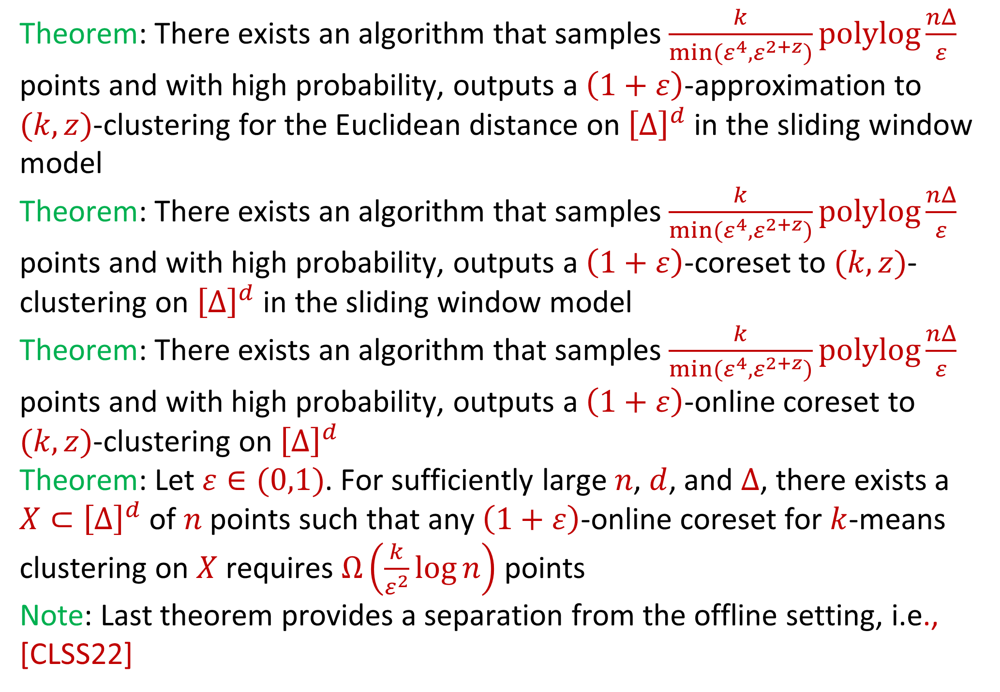 Theorem: There exists an algorithm that samples $\frac{k}{\min(\varepsilon^4,\varepsilon^{2+z})}$ polylog $\frac{n\Delta}{\varepsilon}$
points and with high probability, outputs a $(1 + \varepsilon)$-approximation to
$(k, z)$-clustering for the Euclidean distance on $[\Delta]^d$ in the sliding window
model
Theorem: There exists an algorithm that samples $\frac{k}{\min(\varepsilon^4,\varepsilon^{2+z})}$ polylog $\frac{n\Delta}{\varepsilon}$
points and with high probability, outputs a $(1 + \varepsilon)$-coreset to $(k, z)$-
clustering on $[\Delta]^d$ in the sliding window model
Theorem: There exists an algorithm that samples $\frac{k}{\min(\varepsilon^4,\varepsilon^{2+z})}$ polylog $\frac{n\Delta}{\varepsilon}$
points and with high probability, outputs a $(1 + \varepsilon)$-online coreset to
$(k, z)$-clustering on $[\Delta]^d$
Theorem: Let $\varepsilon \in (0,1)$. For sufficiently large $n$, $d$, and $\Delta$, there exists a
$X \subset [\Delta]^d$ of $n$ points such that any $(1 + \varepsilon)$-online coreset for $k$-means
clustering on $X$ requires $\Omega\left(\frac{k}{\varepsilon^2} \log n\right)$ points
Note: Last theorem provides a separation from the offline setting, i.e.,
[CLSS22]